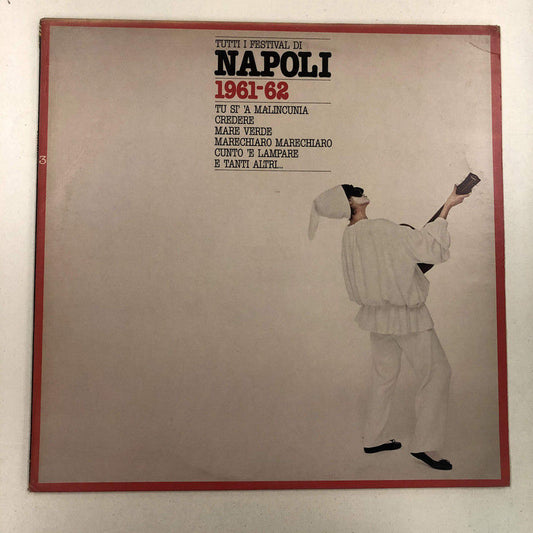 TUTTI I FESTIVAL DI
NAPOLI
1961-62
TU SI' 'A MALINCUNIA
CREDERE
MARE VERDE
MARECHIARO MARECHIARO
CUNTO 'E LAMPARE
E TANTI ALTRI...
3